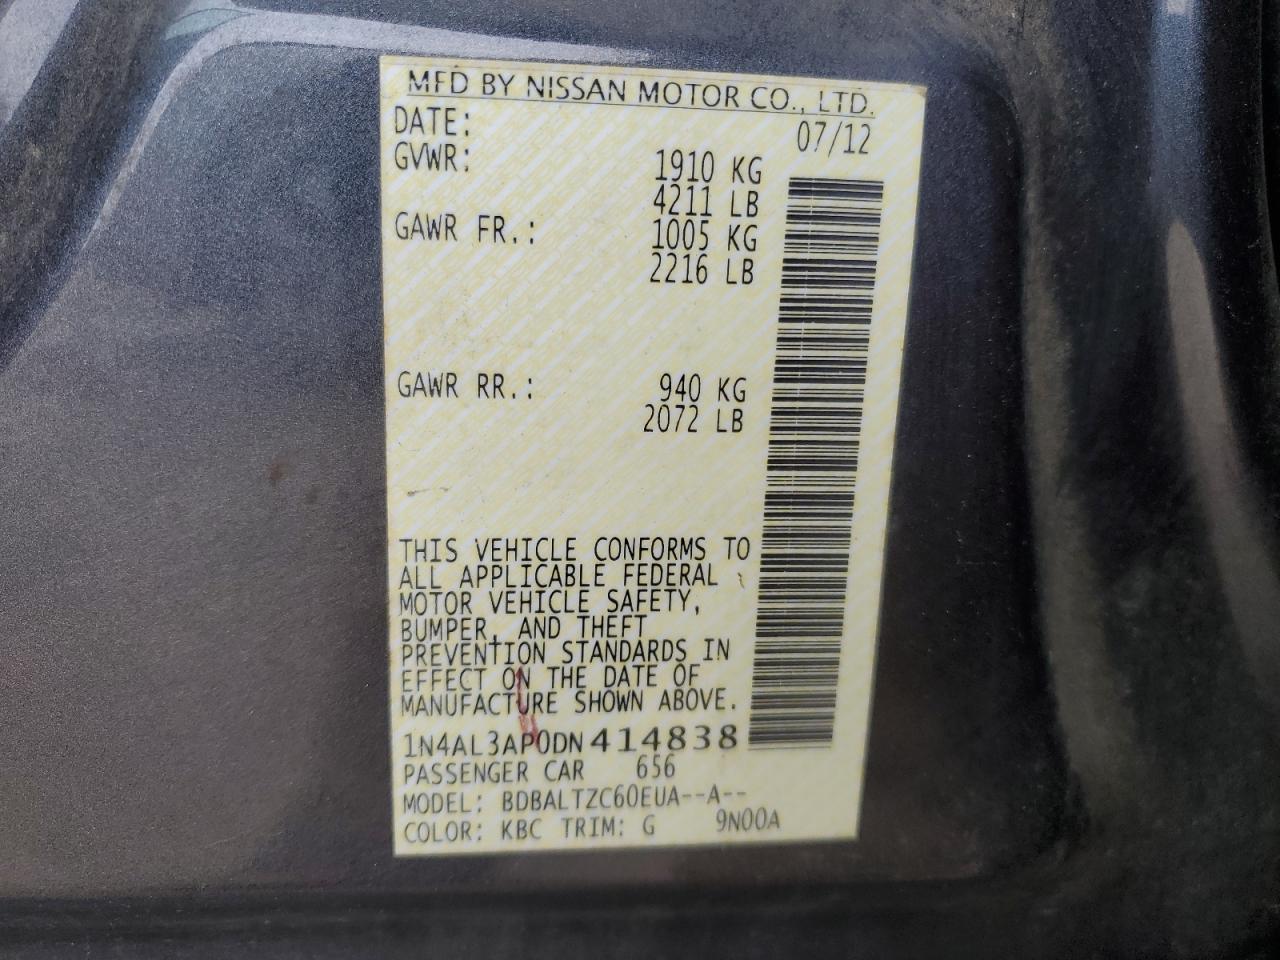 MFD BY NISSAN MOTOR CO., LTD.
DATE: 07/12
GVWR: 1910 KG
4211 LB
GAWR FR.: 1005 KG
2216 LB
GAWR RR.: 940 KG
2072 LB
THIS VEHICLE CONFORMS TO
ALL APPLICABLE FEDERAL
MOTOR VEHICLE SAFETY,
BUMPER, AND THEFT
PREVENTION STANDARDS IN
EFFECT ON THE DATE OF
MANUFACTURE SHOWN ABOVE.
1N4AL3AP0DN414838
PASSENGER CAR 656
MODEL: BDBALTZC60EUA--A--
COLOR: KBC TRIM: G 9N00A